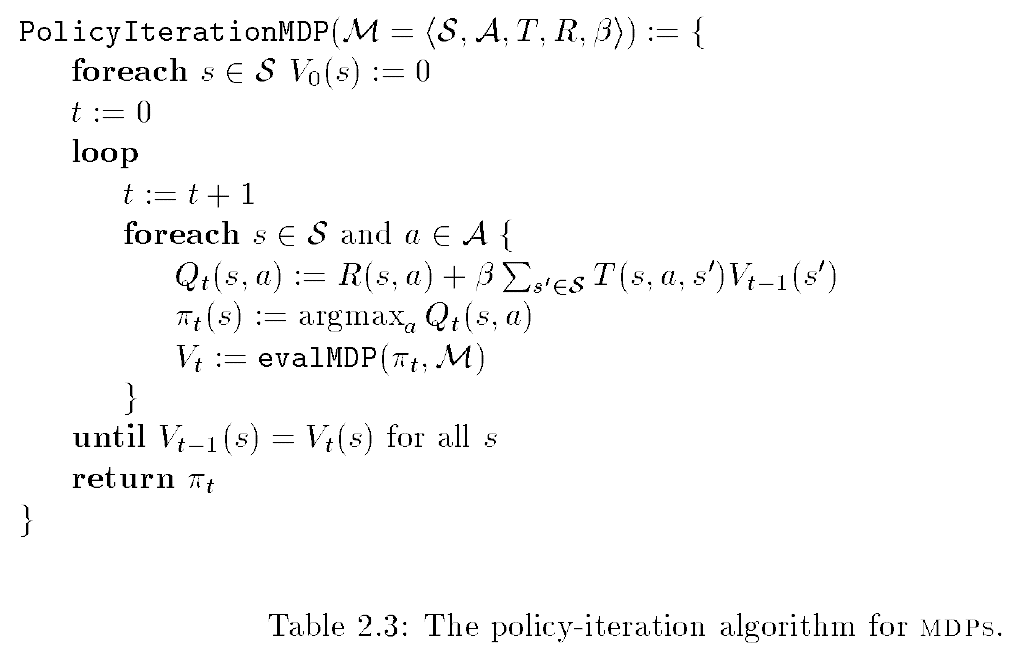 PolicyIterationMDP(ℳ = ⟨𝒮, 𝒜, T, R, β⟩) := {
foreach s ∈ 𝒮 V₀(s) := 0
t := 0
loop
t := t + 1
foreach s ∈ 𝒮 and a ∈ 𝒜 {
Qₜ(s, a) := R(s, a) + β ∑ₛ′∈𝒮 T(s, a, s′)Vₜ₋₁(s′)
πₜ(s) := argmaxₐ Qₜ(s, a)
Vₜ := evalMDP(πₜ, ℳ)
}
until Vₜ₋₁(s) = Vₜ(s) for all s
return πₜ
}
Table 2.3: The policy-iteration algorithm for MDPs.